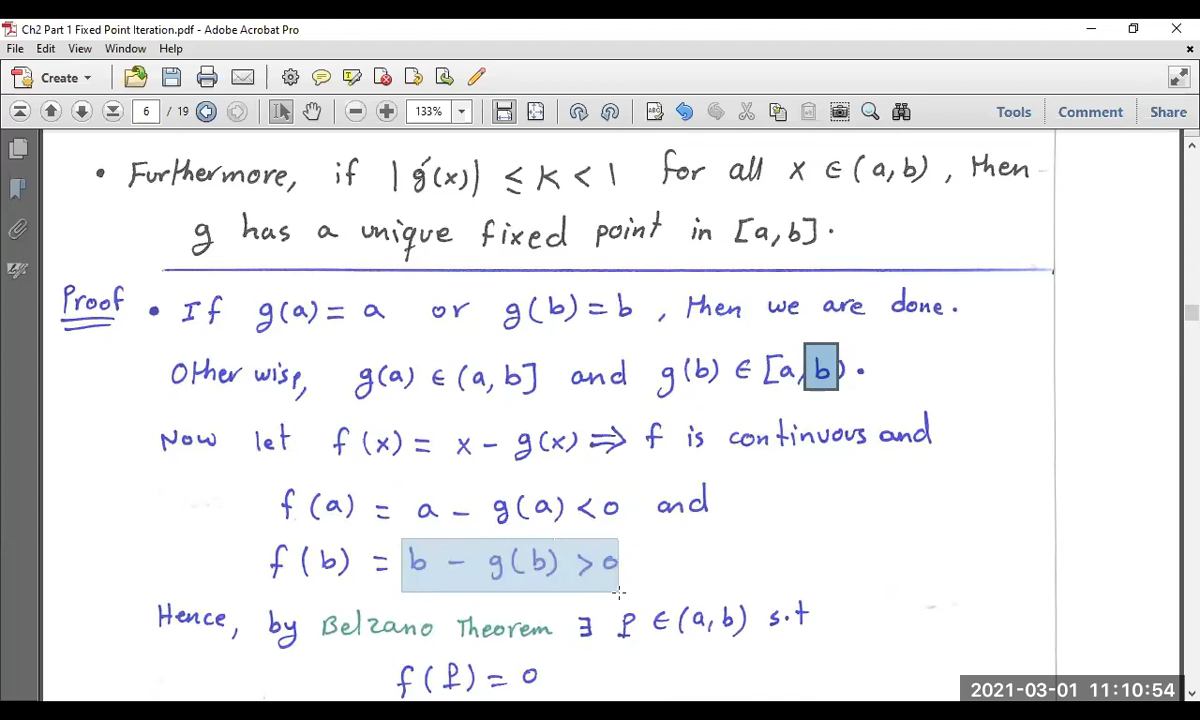 Ch2 Part 1 Fixed Point Iteration.pdf - Adobe Acrobat Pro
File Edit View Window Help
Create
6 / 19 133% Tools Comment Share
• Furthermore, if |g′(x)| ≤ K < 1 for all x ∈ (a,b), then
g has a unique fixed point in [a,b].
Proof • If g(a) = a or g(b) = b, then we are done.
Other wise, g(a) ∈ (a, b] and g(b) ∈ [a, b).
Now let f(x) = x - g(x) ⇒ f is continuous and
f(a) = a - g(a) < 0 and
f(b) = b - g(b) > 0
Hence, by Belzano Theorem ∃ P ∈ (a,b) s.t
f(P) = 0
2021-03-01 11:10:54